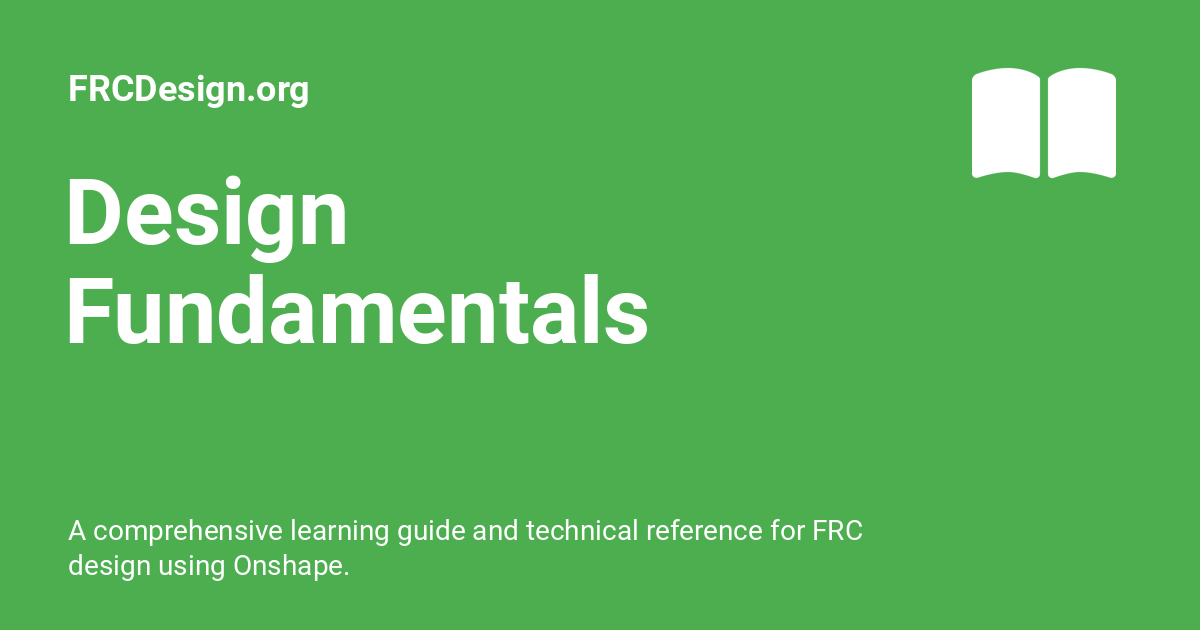 FRCDesign.org
Design
Fundamentals
A comprehensive learning guide and technical reference for FRC
design using Onshape.